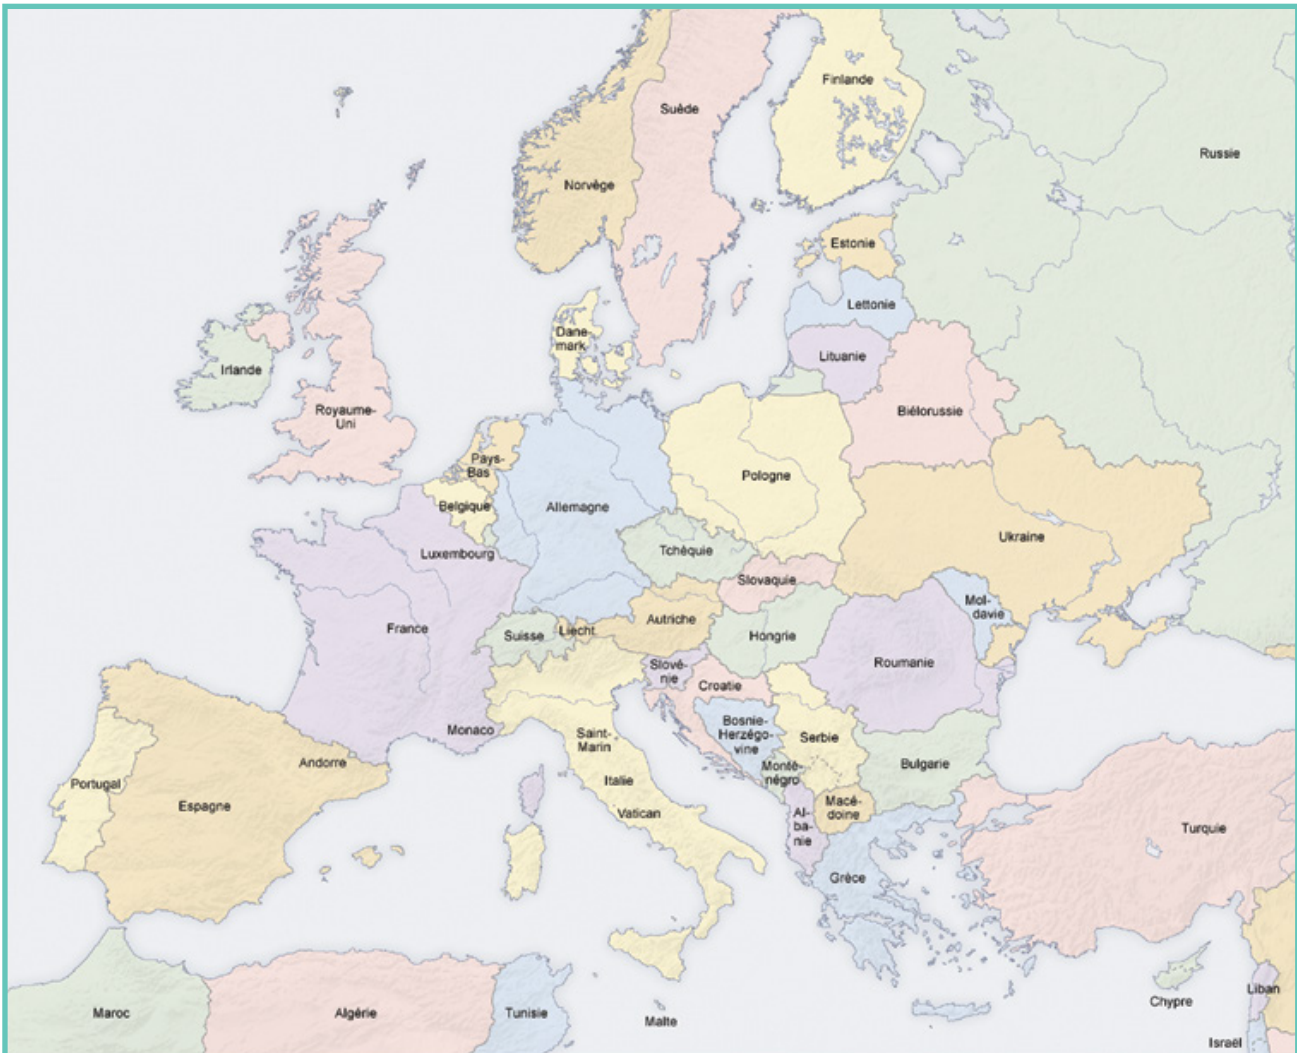 Finlande
Suède
Russie
Norvège
Estonie
Lettonie
Dane-
mark
Lituanie
Irlande
Royaume-
Uni
Biélorussie
Pays-
Bas
Pologne
Belgique
Allemagne
Ukraine
Luxembourg
Tchèquie
Slovaquie
Mol-
davie
Autriche
France
Suisse
Liecht
Hongrie
Roumanie
Slové-
nie
Croatie
Monaco
Saint-
Marin
Bosnie-
Herzégo-
vine
Serbie
Andorre
Bulgarie
Monté-
négro
Portugal
Italie
Espagne
Vatican
Macé-
doine
Al-
ba-
nie
Turquie
Grèce
Liban
Chypre
Maroc
Algérie
Tunisie
Malte
Israël